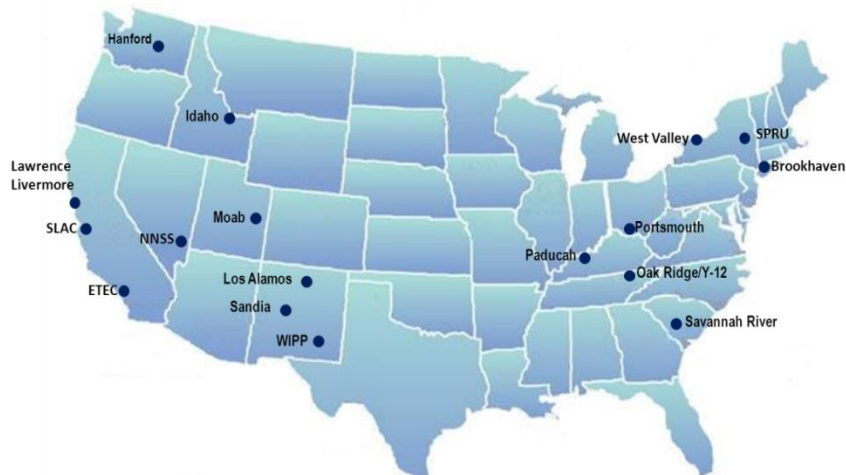 Hanford
Idaho
West Valley
SPRU
Brookhaven
Lawrence
Livermore
SLAC
NNSS
Moab
Portsmouth
Paducah
Oak Ridge/Y-12
ETEC
Los Alamos
Sandia
WIPP
Savannah River